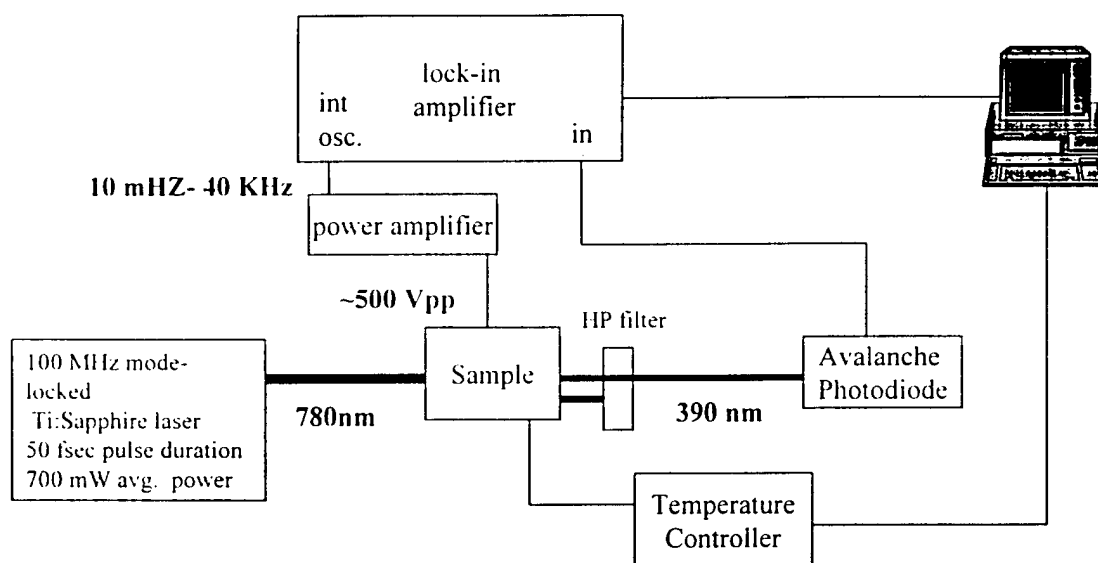 lock-in
amplifier
int
osc.
in
10 mHZ- 40 KHz
power amplifier
~500 Vpp
HP filter
100 MHz mode-
locked
Ti:Sapphire laser
50 fsec pulse duration
700 mW avg. power
780nm
Sample
390 nm
Avalanche
Photodiode
Temperature
Controller